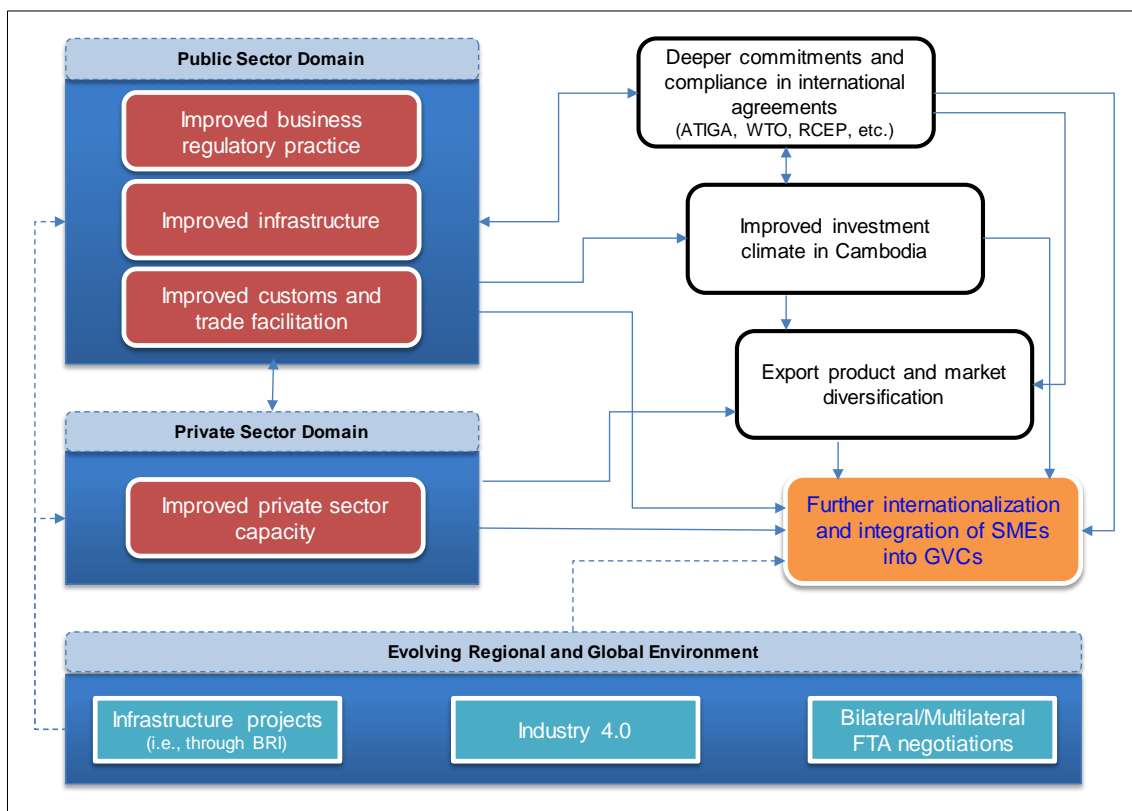 Public Sector Domain
Improved business
regulatory practice
Improved infrastructure
Improved customs and
trade facilitation
Private Sector Domain
Improved private sector
capacity
Deeper commitments and
compliance in international
agreements
(ATIGA, WTO, RCEP, etc.)
Improved investment
climate in Cambodia
Export product and market
diversification
Further internationalization
and integration of SMEs
into GVCs
Evolving Regional and Global Environment
Infrastructure projects
(i.e., through BRI)
Industry 4.0
Bilateral/Multilateral
FTA negotiations